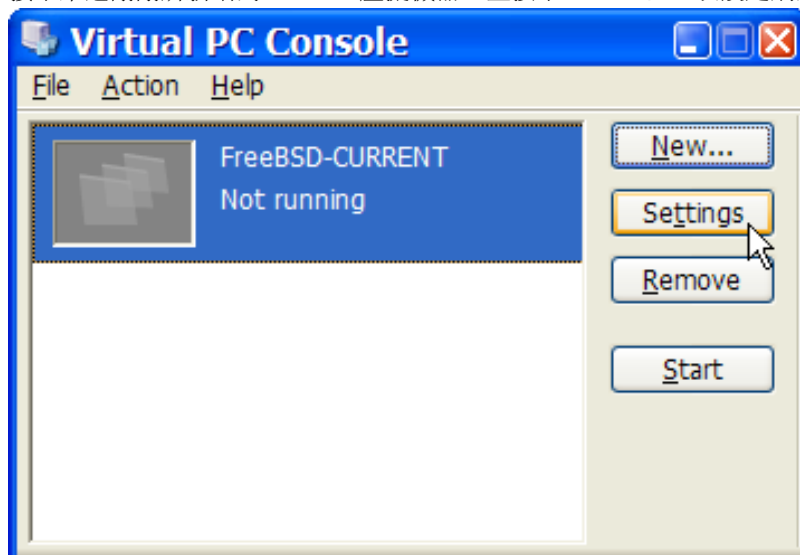 Virtual PC Console
File Action Help
FreeBSD-CURRENT
Not running
New...
Settings
Remove
Start